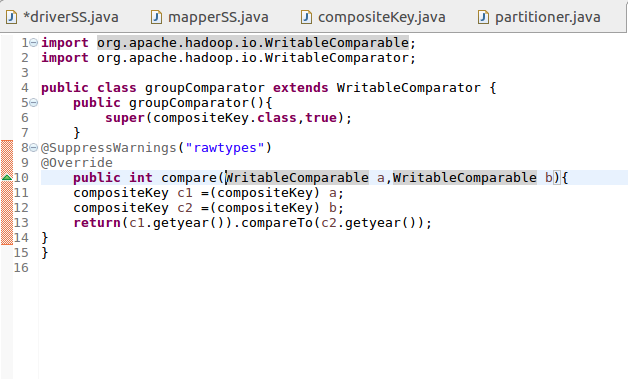 *driverSS.java mapperSS.java compositeKey.java partitioner.java
1 import org.apache.hadoop.io.WritableComparable;
2 import org.apache.hadoop.io.WritableComparator;
3
4 public class groupComparator extends WritableComparator {
5     public groupComparator(){
6         super(compositeKey.class,true);
7     }
8 @SuppressWarnings("rawtypes")
9 @Override
10     public int compare(WritableComparable a,WritableComparable b){
11     compositeKey c1 =(compositeKey) a;
12     compositeKey c2 =(compositeKey) b;
13     return(c1.getyear()).compareTo(c2.getyear());
14 }
15 }
16